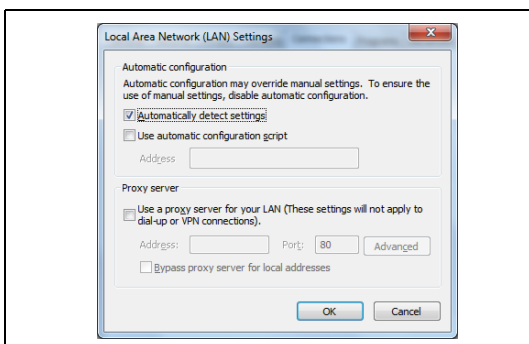 Local Area Network (LAN) Settings
Automatic configuration
Automatic configuration may override manual settings. To ensure the
use of manual settings, disable automatic configuration.
Automatically detect settings
Use automatic configuration script
Address
Proxy server
Use a proxy server for your LAN (These settings will not apply to
dial-up or VPN connections).
Address:
Port: 80
Advanced
Bypass proxy server for local addresses
OK
Cancel